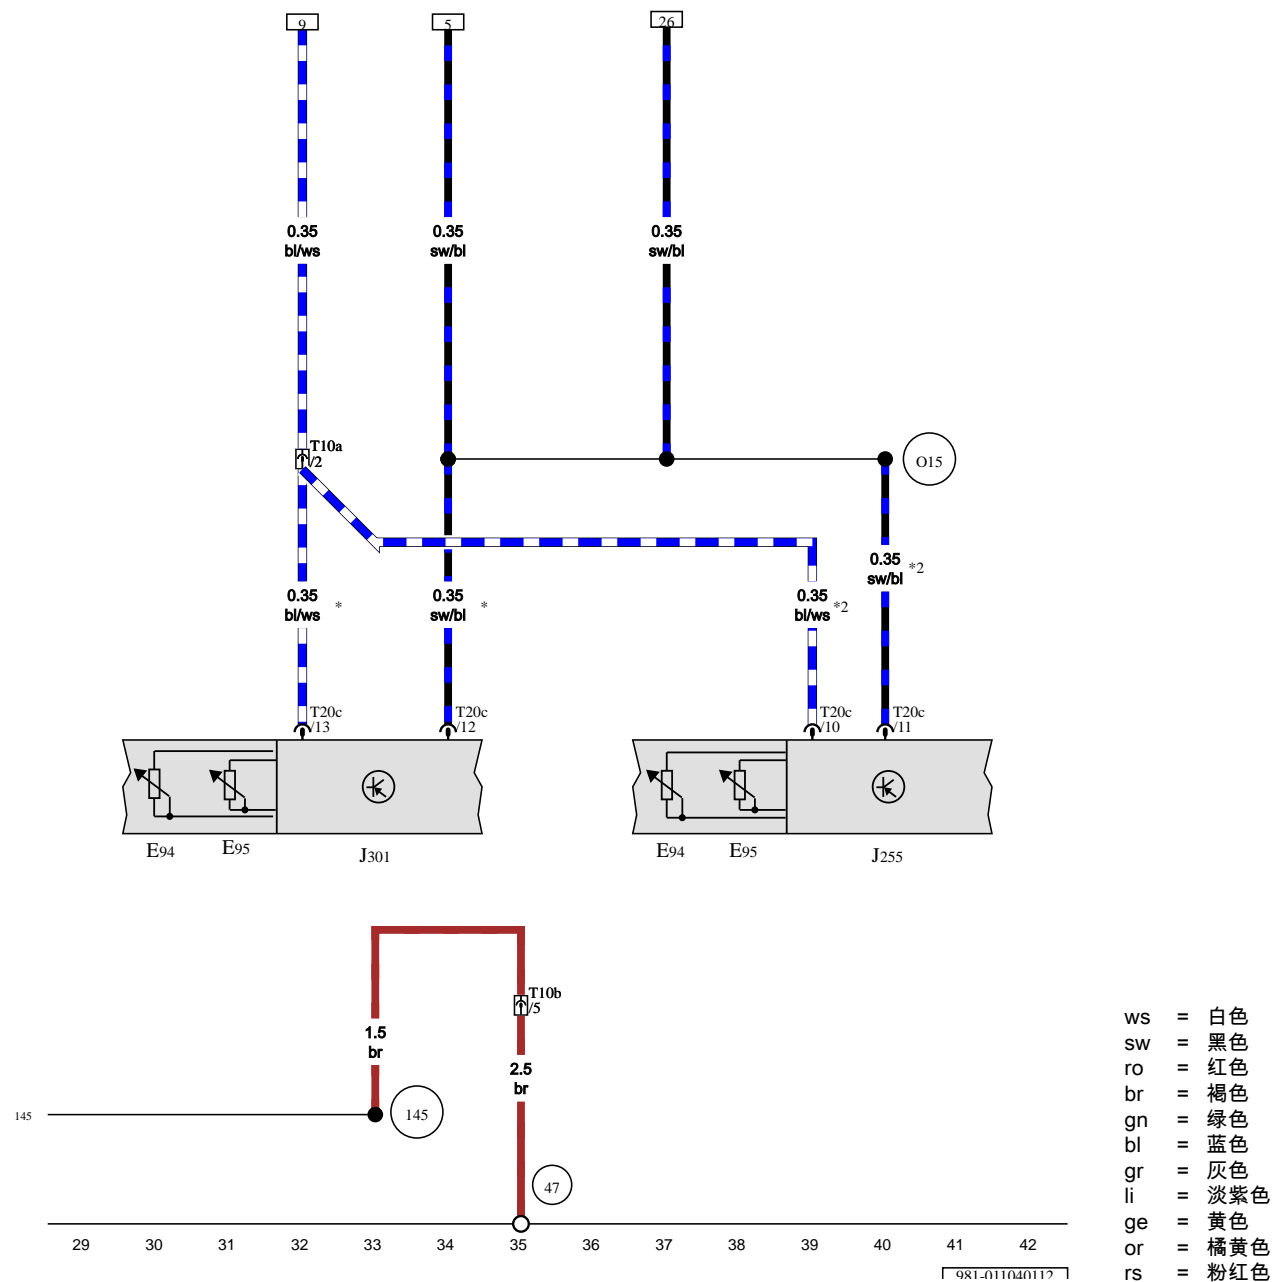 9 5 26
0.35 0.35 0.35
bl/ws sw/bl sw/bl
T10a
/2
O15
0.35
sw/bl *2
0.35 0.35 0.35
bl/ws * sw/bl * bl/ws *2
T20c T20c T20c T20c
/13 /12 /10 /11
E94 E95 J301 E94 E95 J255
T10b
/5
1.5
br
2.5
br
145 145
47
29 30 31 32 33 34 35 36 37 38 39 40 41 42
981-011040112
ws = 白色
sw = 黑色
ro = 红色
br = 褐色
gn = 绿色
bl = 蓝色
gr = 灰色
li = 淡紫色
ge = 黄色
or = 橘黄色
rs = 粉红色